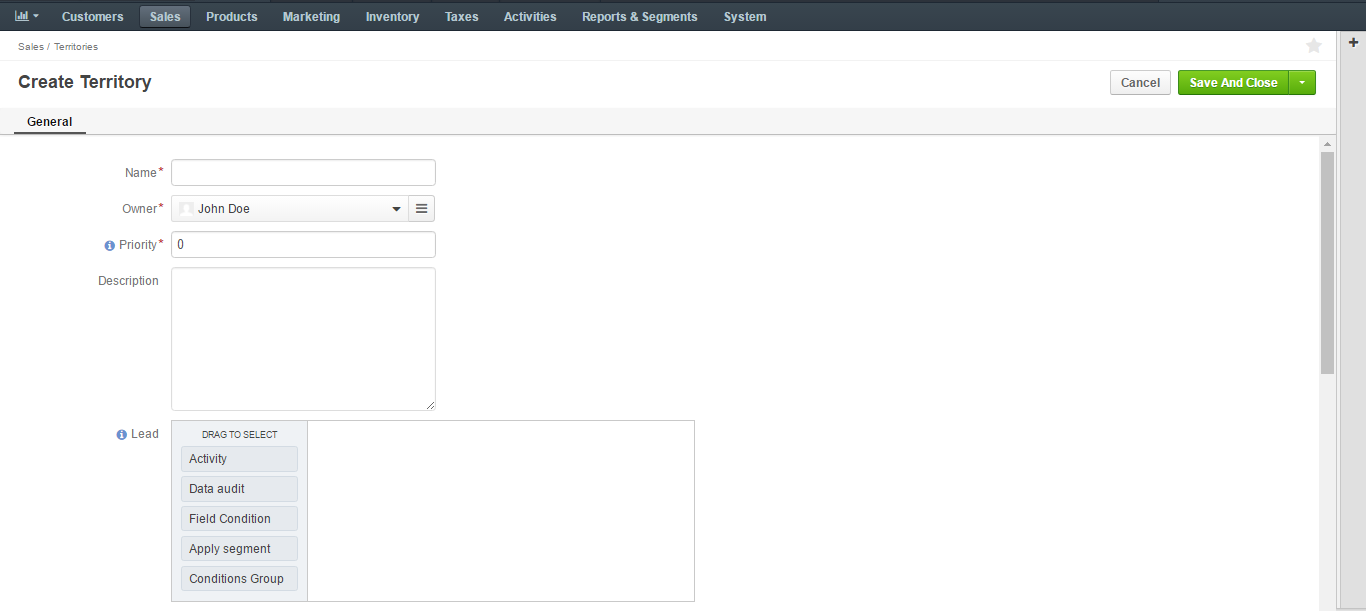 Customers Sales Products Marketing Inventory Taxes Activities Reports & Segments System
Sales / Territories
Create Territory
Cancel Save And Close
General
Name*
Owner* John Doe
Priority* 0
Description
Lead
DRAG TO SELECT
Activity
Data audit
Field Condition
Apply segment
Conditions Group